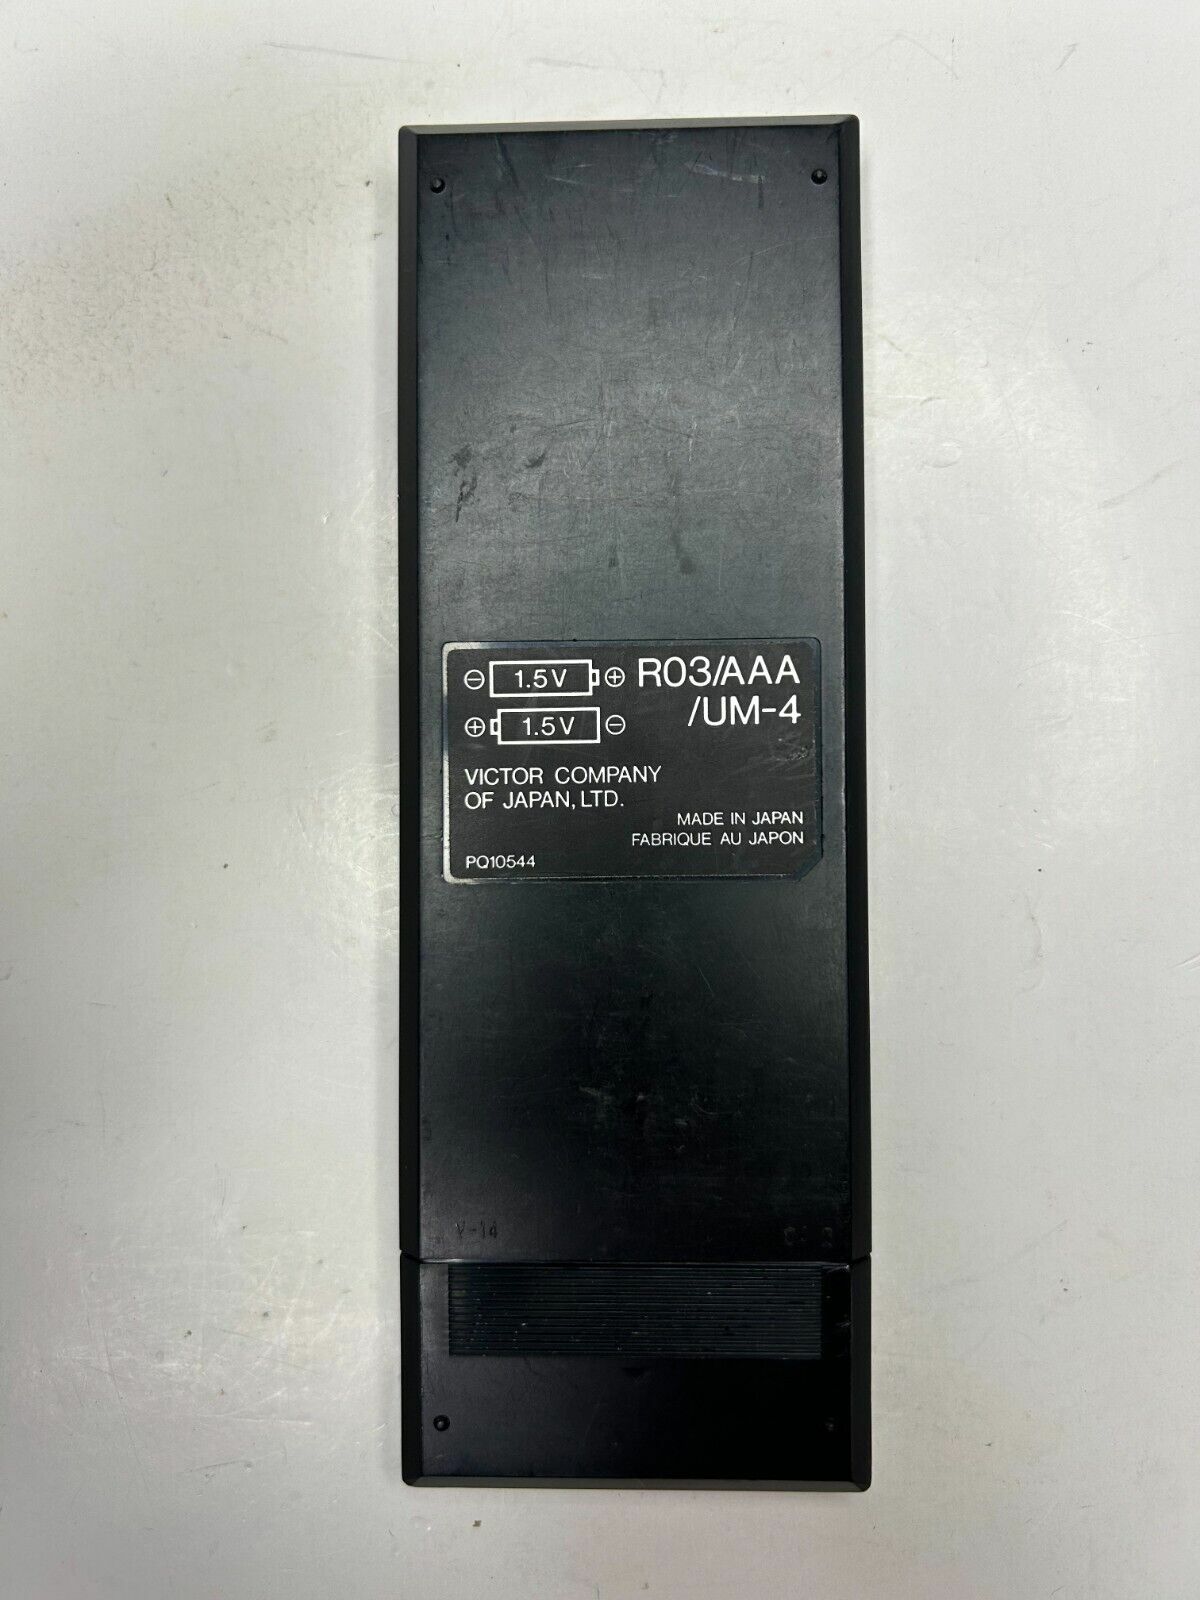 ⊖ 1.5V ⊕ R03/AAA
⊕ 1.5V ⊖ /UM-4
VICTOR COMPANY
OF JAPAN, LTD.
MADE IN JAPAN
FABRIQUE AU JAPON
PQ10544